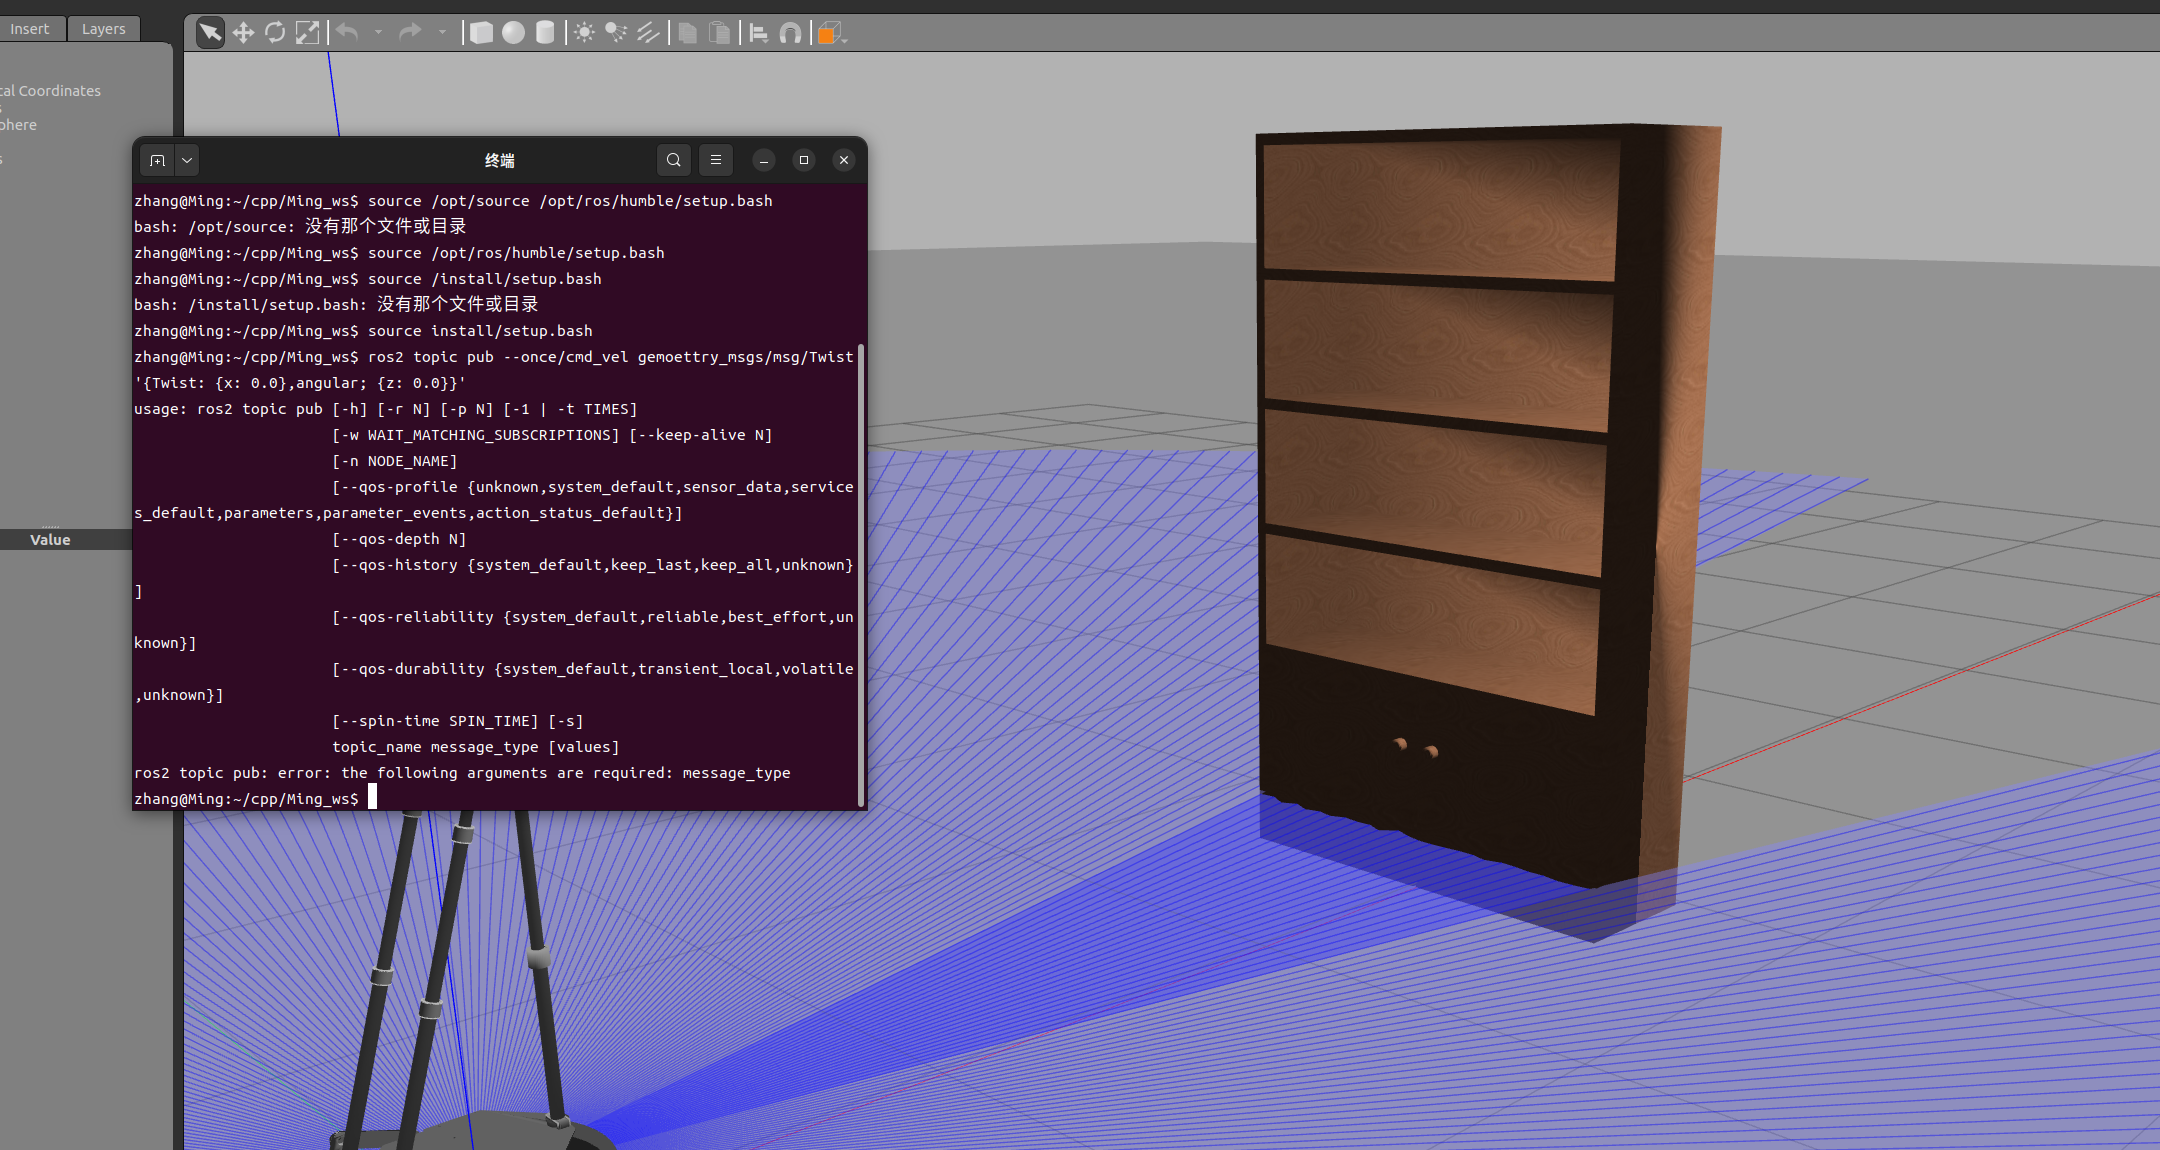 Insert Layers
cal Coordinates
phere
s
Value
终端
zhang@Ming:~/cpp/Ming_ws$ source /opt/source /opt/ros/humble/setup.bash
bash: /opt/source: 没有那个文件或目录
zhang@Ming:~/cpp/Ming_ws$ source /opt/ros/humble/setup.bash
zhang@Ming:~/cpp/Ming_ws$ source /install/setup.bash
bash: /install/setup.bash: 没有那个文件或目录
zhang@Ming:~/cpp/Ming_ws$ source install/setup.bash
zhang@Ming:~/cpp/Ming_ws$ ros2 topic pub --once/cmd_vel gemoettry_msgs/msg/Twist
'{Twist: {x: 0.0},angular; {z: 0.0}}'
usage: ros2 topic pub [-h] [-r N] [-p N] [-1 | -t TIMES]
[-w WAIT_MATCHING_SUBSCRIPTIONS] [--keep-alive N]
[-n NODE_NAME]
[--qos-profile {unknown,system_default,sensor_data,service
s_default,parameters,parameter_events,action_status_default}]
[--qos-depth N]
[--qos-history {system_default,keep_last,keep_all,unknown}
]
[--qos-reliability {system_default,reliable,best_effort,un
known}]
[--qos-durability {system_default,transient_local,volatile
,unknown}]
[--spin-time SPIN_TIME] [-s]
topic_name message_type [values]
ros2 topic pub: error: the following arguments are required: message_type
zhang@Ming:~/cpp/Ming_ws$